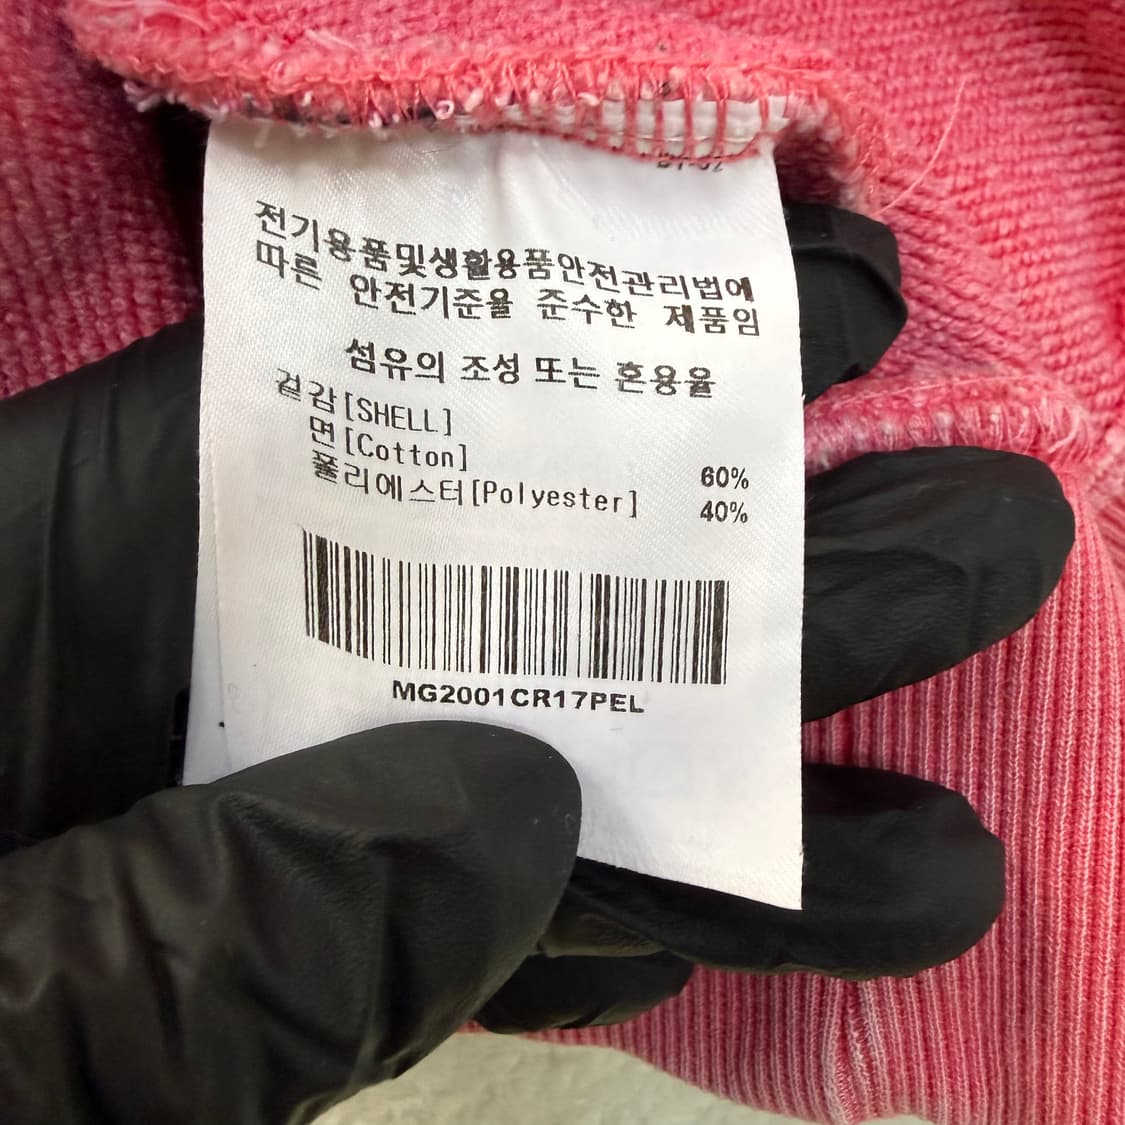 전기용품및생활용품안전관리법에
따른 안전기준율 준수한 제품임
섬유의 조성 또는 혼용율
겉감[SHELL]
면[Cotton] 60%
폴리에스터[Polyester] 40%
MG2001CR17PEL